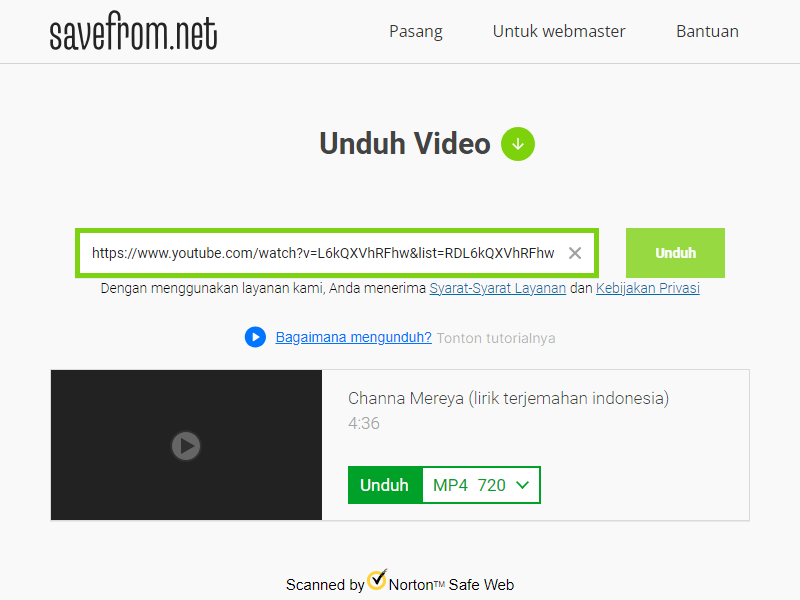 savefrom.net
Pasang Untuk webmaster Bantuan
Unduh Video
https://www.youtube.com/watch?v=L6kQXVhRFhw&list=RDL6kQXVhRFhw
Unduh
Dengan menggunakan layanan kami, Anda menerima Syarat-Syarat Layanan dan Kebijakan Privasi
Bagaimana mengunduh? Tonton tutorialnya
Channa Mereya (lirik terjemahan indonesia)
4:36
Unduh MP4 720
Scanned by Norton™ Safe Web